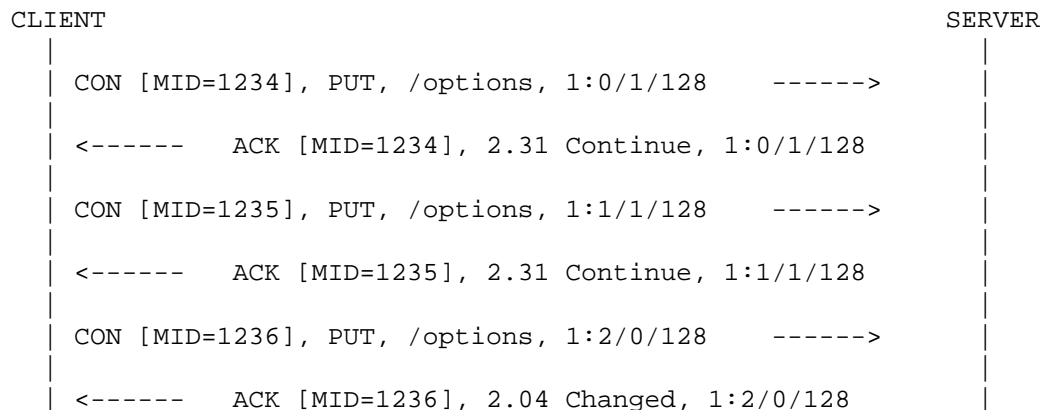 CLIENT SERVER
| |
| CON [MID=1234], PUT, /options, 1:0/1/128 ------> |
| |
| <------ ACK [MID=1234], 2.31 Continue, 1:0/1/128 |
| |
| CON [MID=1235], PUT, /options, 1:1/1/128 ------> |
| |
| <------ ACK [MID=1235], 2.31 Continue, 1:1/1/128 |
| |
| CON [MID=1236], PUT, /options, 1:2/0/128 ------> |
| |
| <------ ACK [MID=1236], 2.04 Changed, 1:2/0/128 |